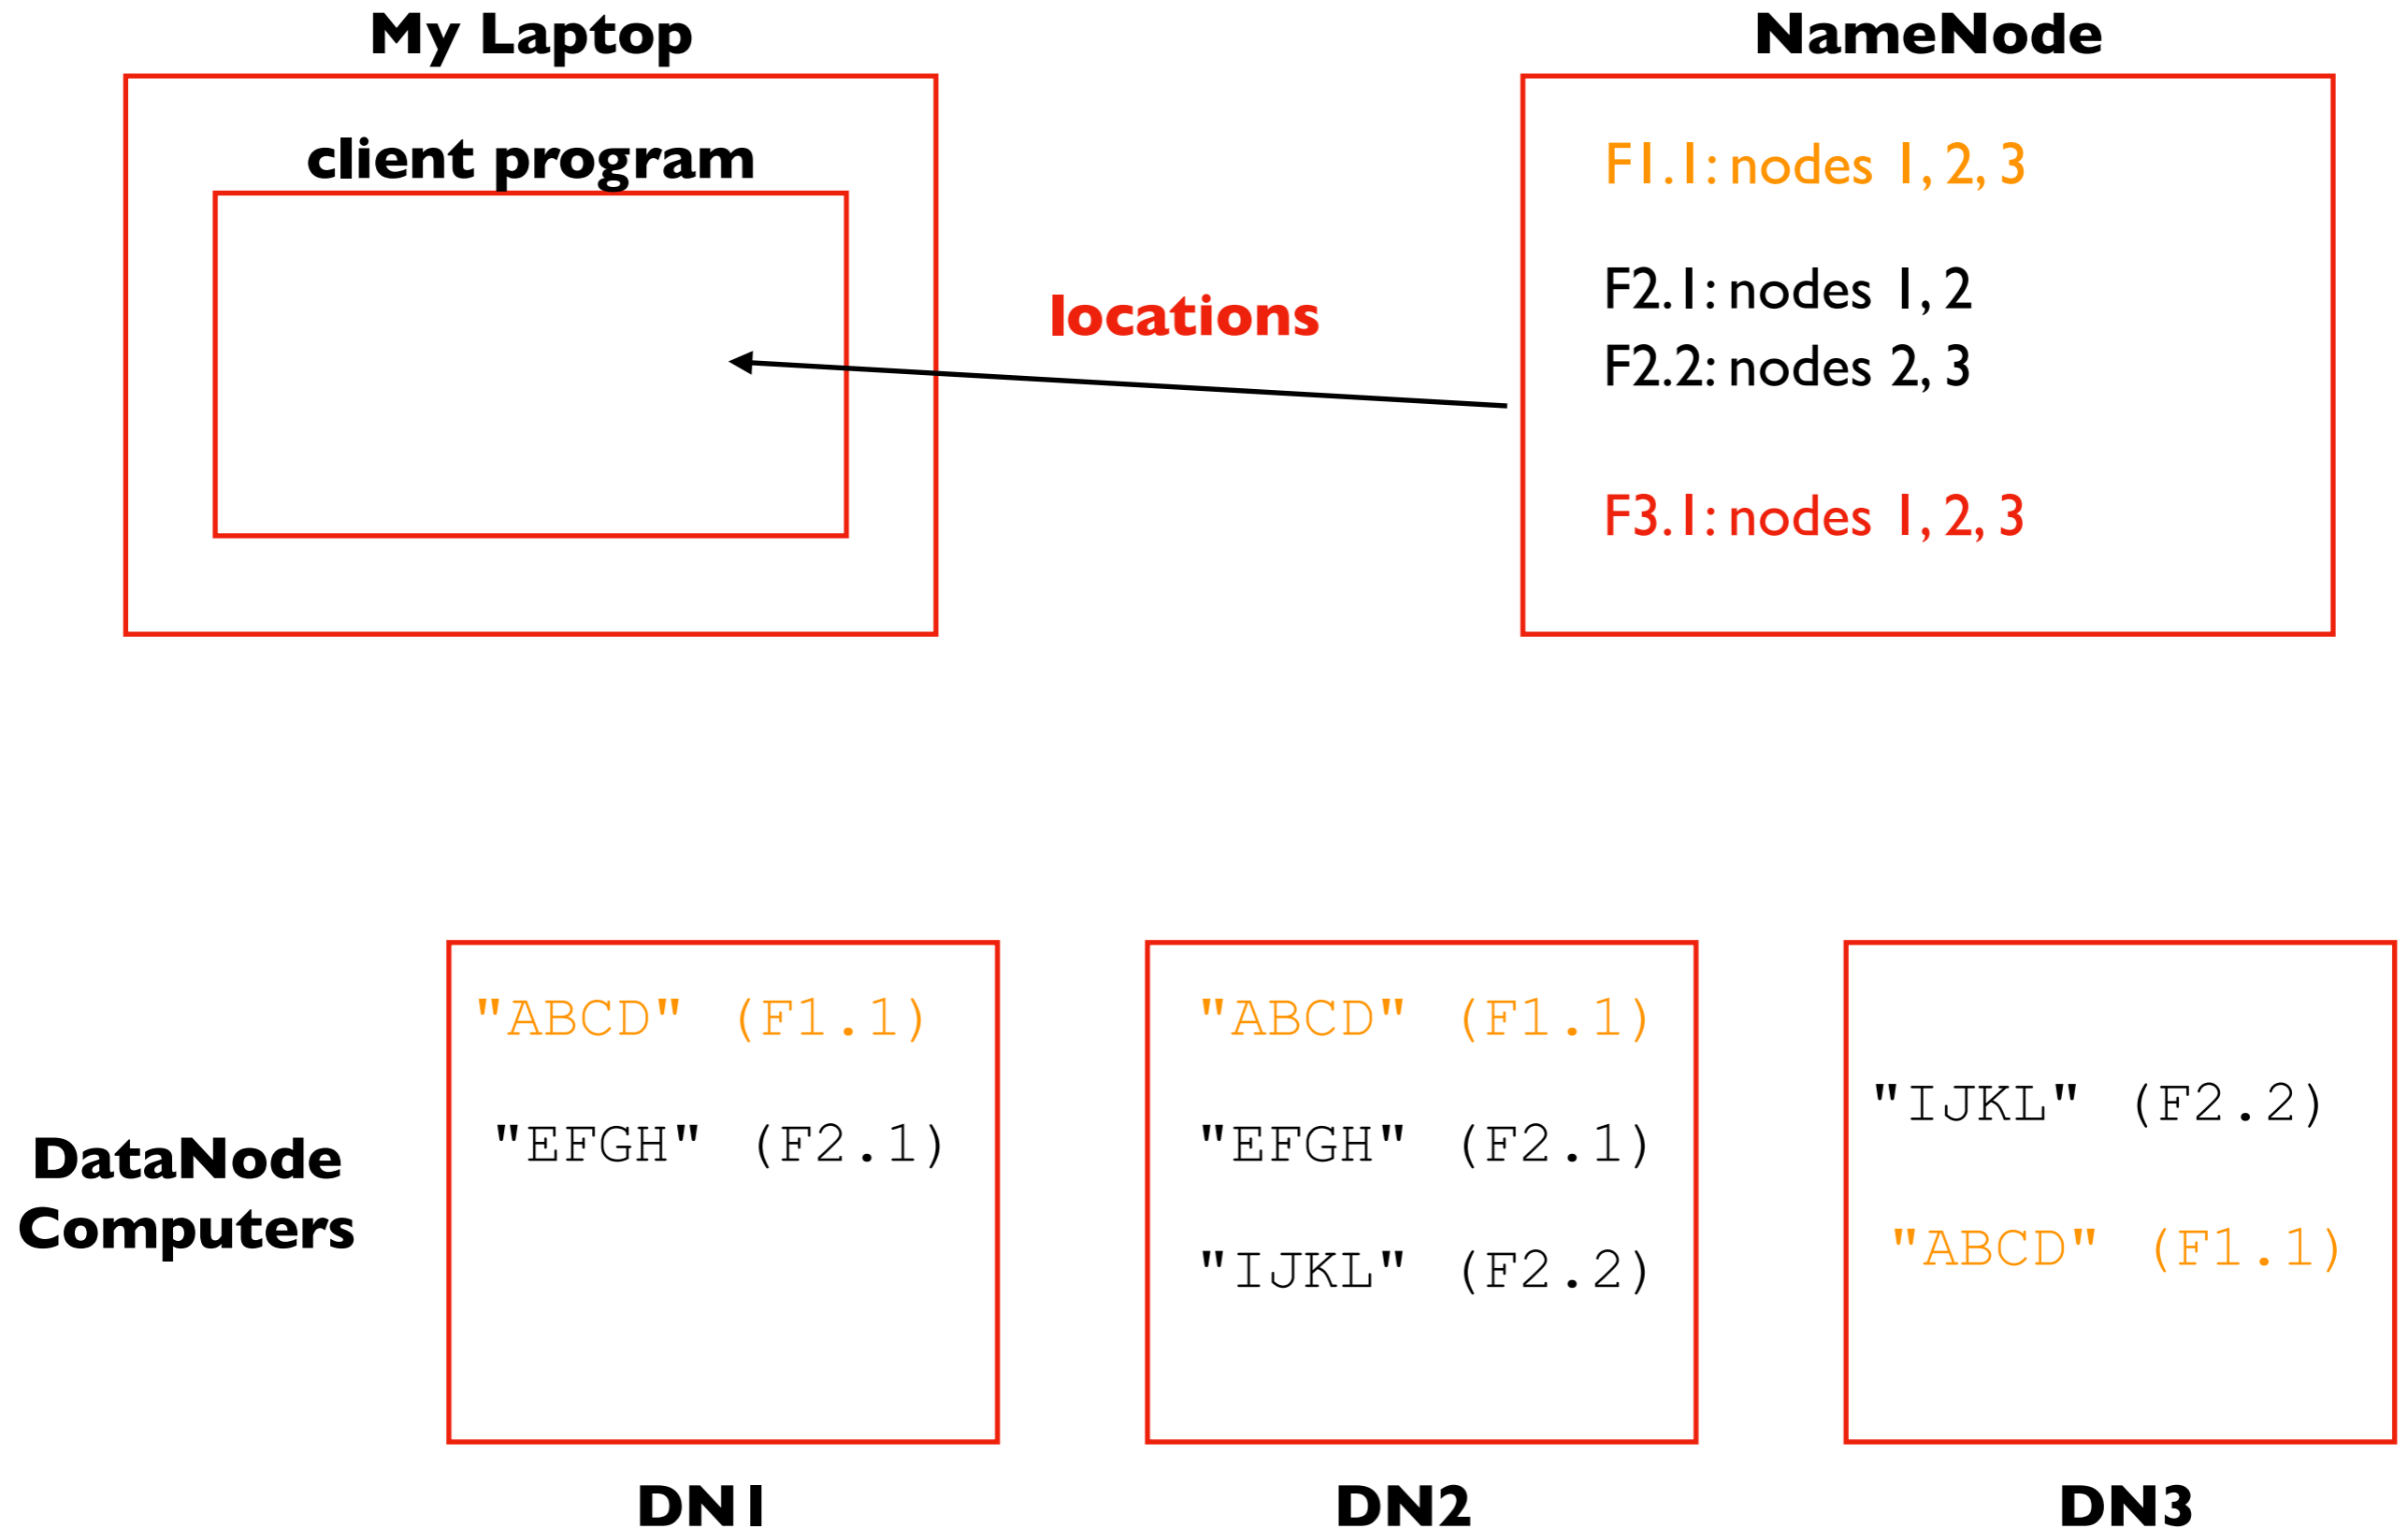 My Laptop
client program
locations
NameNode
F1.1: nodes 1, 2, 3
F2.1: nodes 1, 2
F2.2: nodes 2, 3
F3.1: nodes 1, 2, 3
DataNode
Computers
"ABCD" (F1.1)
"EFGH" (F2.1)
DN1
"ABCD" (F1.1)
"EFGH" (F2.1)
"IJKL" (F2.2)
DN2
"IJKL" (F2.2)
"ABCD" (F1.1)
DN3